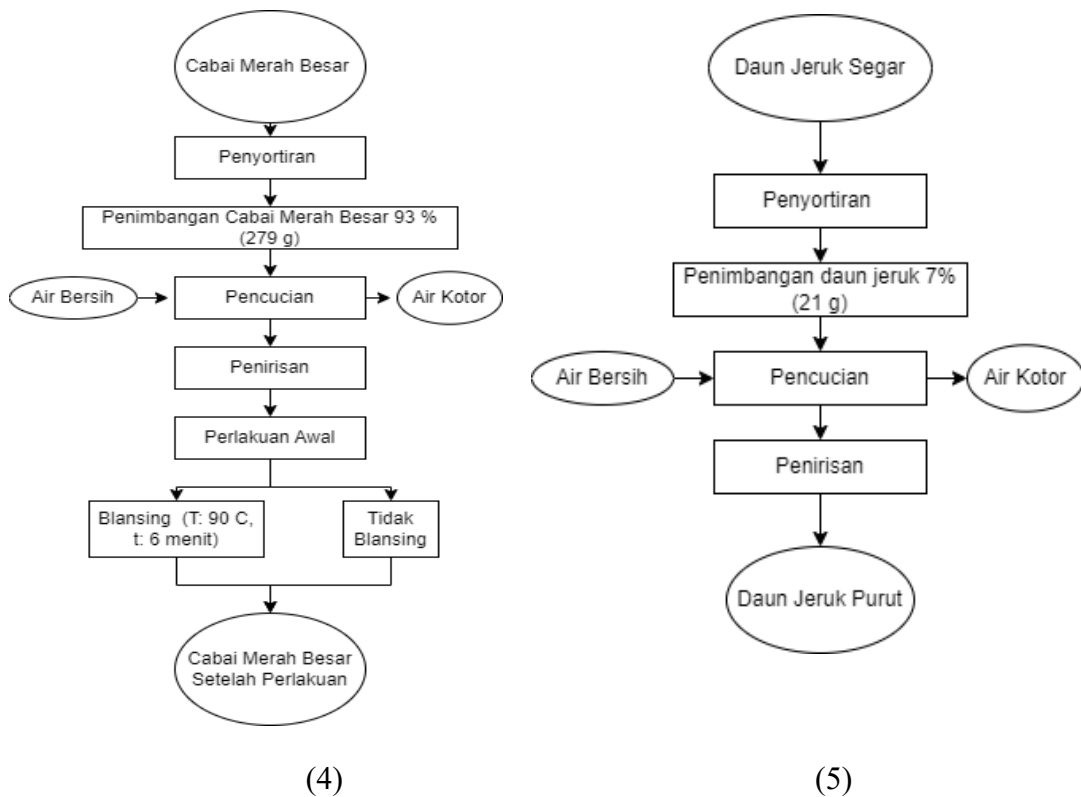 Cabai Merah Besar
Penyortiran
Penimbangan Cabai Merah Besar 93 %
(279 g)
Air Bersih
Pencucian
Air Kotor
Penirisan
Perlakuan Awal
Blansing (T: 90 C,
t: 6 menit)
Tidak
Blansing
Cabai Merah Besar
Setelah Perlakuan
(4)
Daun Jeruk Segar
Penyortiran
Penimbangan daun jeruk 7%
(21 g)
Air Bersih
Pencucian
Air Kotor
Penirisan
Daun Jeruk Purut
(5)